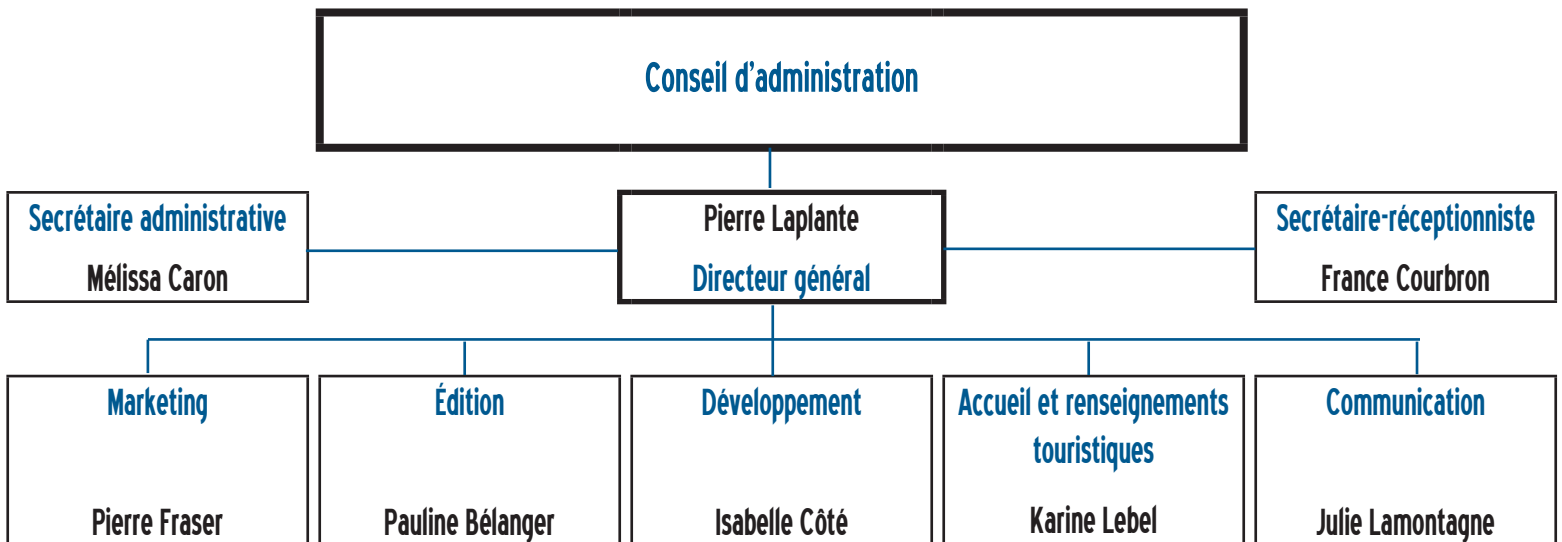 Conseil d'administration
Secrétaire administrative
Mélissa Caron
Pierre Laplante
Directeur général
Secrétaire-réceptionniste
France Courbron
Marketing
Pierre Fraser
Édition
Pauline Bélanger
Développement
Isabelle Côté
Accueil et renseignements
touristiques
Karine Lebel
Communication
Julie Lamontagne